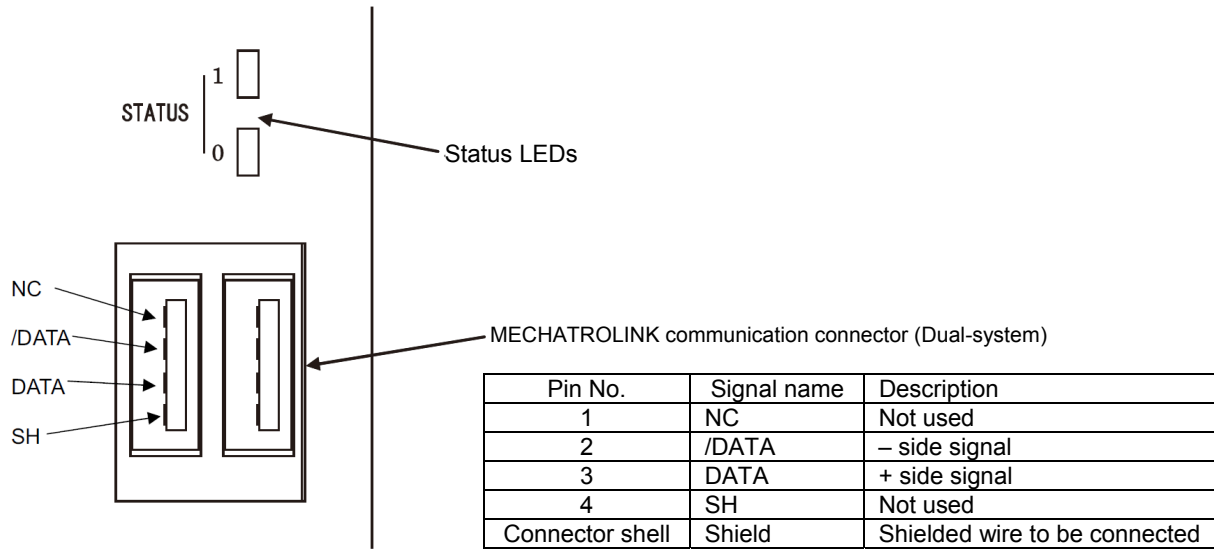 1
STATUS
0
Status LEDs
NC
/DATA
DATA
SH
MECHATROLINK communication connector (Dual-system)
Pin No. Signal name Description
1 NC Not used
2 /DATA – side signal
3 DATA + side signal
4 SH Not used
Connector shell Shield Shielded wire to be connected